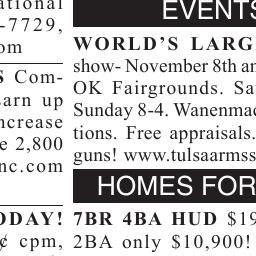 ational
-7729,
om
S Com-
arn up
ncrease
e 2,800
nc.com
ODAY!
¢ cpm,
EVENTS
WORLD'S LARG
show- November 8th an
OK Fairgrounds. Sa
Sunday 8-4. Wanenmac
tions. Free appraisals.
guns! www.tulsaarmss
HOMES FOR
7BR 4BA HUD $19
2BA only $10,900!